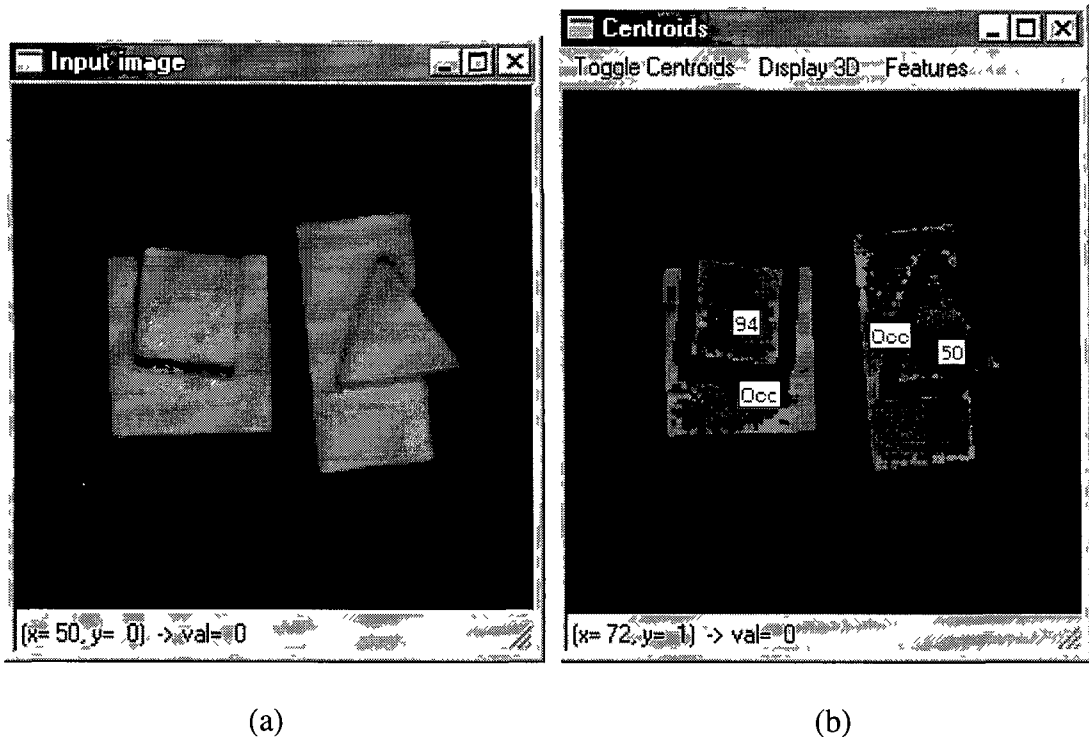 Input image
(x= 50, y= 0) -> val= 0
(a)
Centroids
Toggle Centroids Display 3D Features
94
Occ
Occ
50
(x= 72, y= 1) -> val= 0
(b)